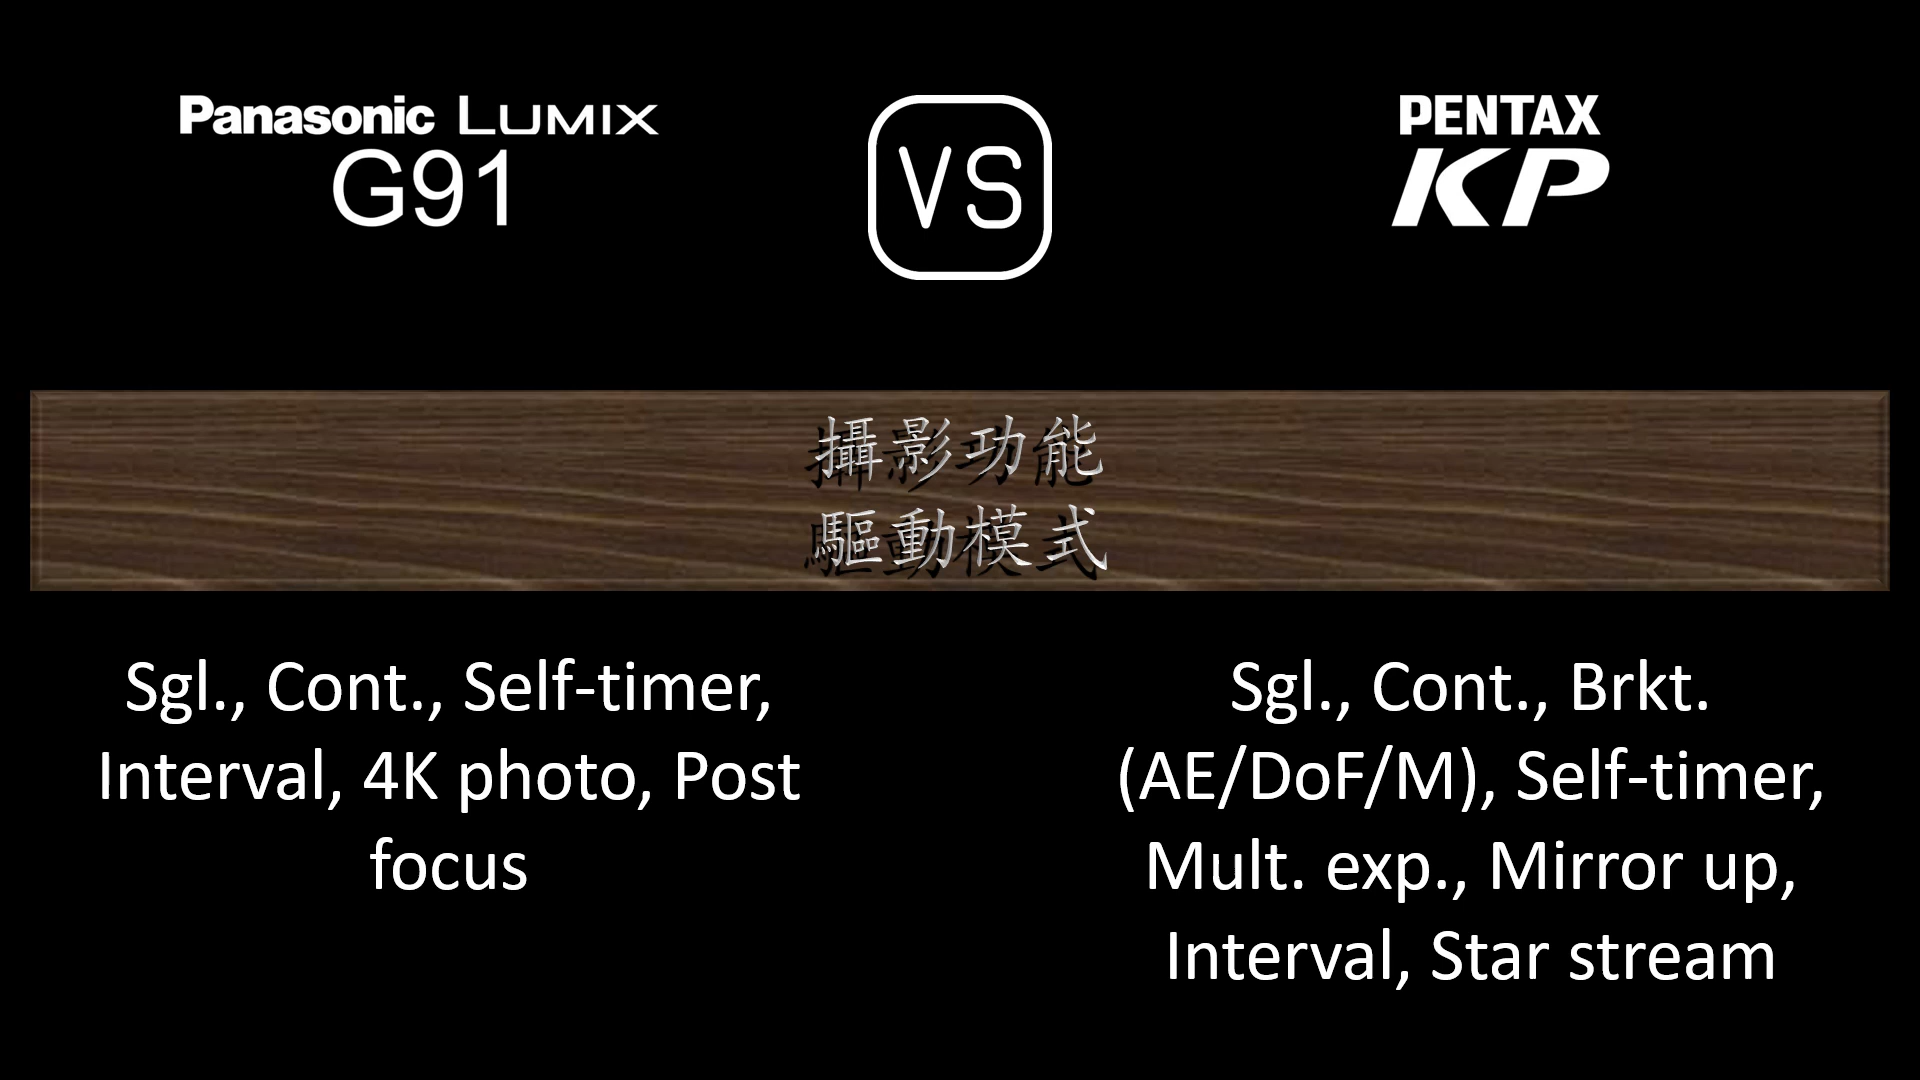 Panasonic LUMIX
G91
VS
PENTAX
KP
攝影功能
驅動模式
Sgl., Cont., Self-timer,
Interval, 4K photo, Post
focus
Sgl., Cont., Brkt.
(AE/DoF/M), Self-timer,
Mult. exp., Mirror up,
Interval, Star stream